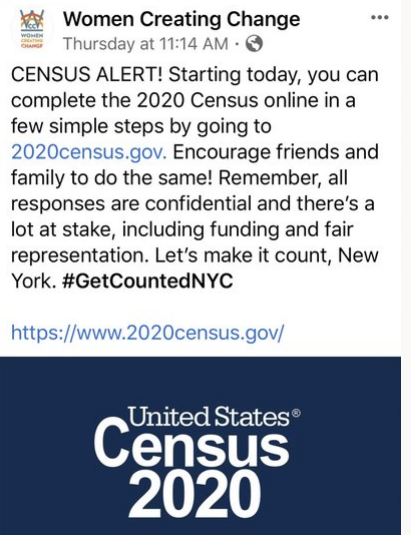 Women Creating Change
Thursday at 11:14 AM ·
WCC
WOMEN
CREATING
CHANGE
CENSUS ALERT! Starting today, you can
complete the 2020 Census online in a
few simple steps by going to
2020census.gov. Encourage friends and
family to do the same! Remember, all
responses are confidential and there's a
lot at stake, including funding and fair
representation. Let's make it count, New
York. #GetCountedNYC
https://www.2020census.gov/
United States®
Census
2020